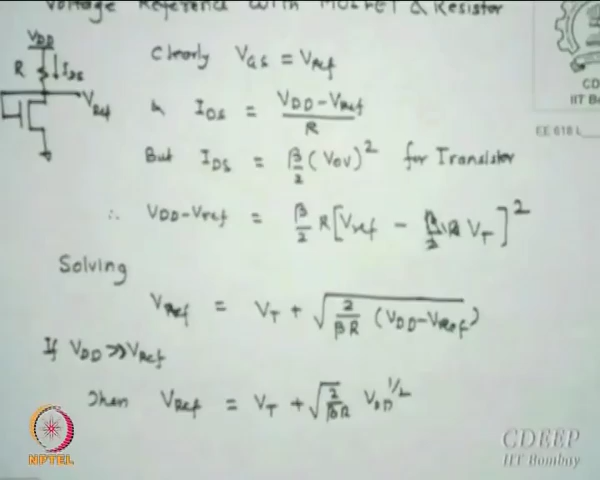 Voltage Reference with MOSFET & Resistor
VDD
R
IDS
VRef
Clearly VGS = VRef
IDS = (VDD - VRef)/R
But IDS = β/2 (VOV)² for Transistor
∴ VDD - VRef = β/2 R [VRef - VT]²
Solving
VRef = VT + √(2/βR (VDD - VRef))
If VDD >> VRef
Then VRef = VT + √(2/βR) VDD^1/2
CD
IIT Bo
EE 618 L
NPTEL
CDEEP
IIT Bombay